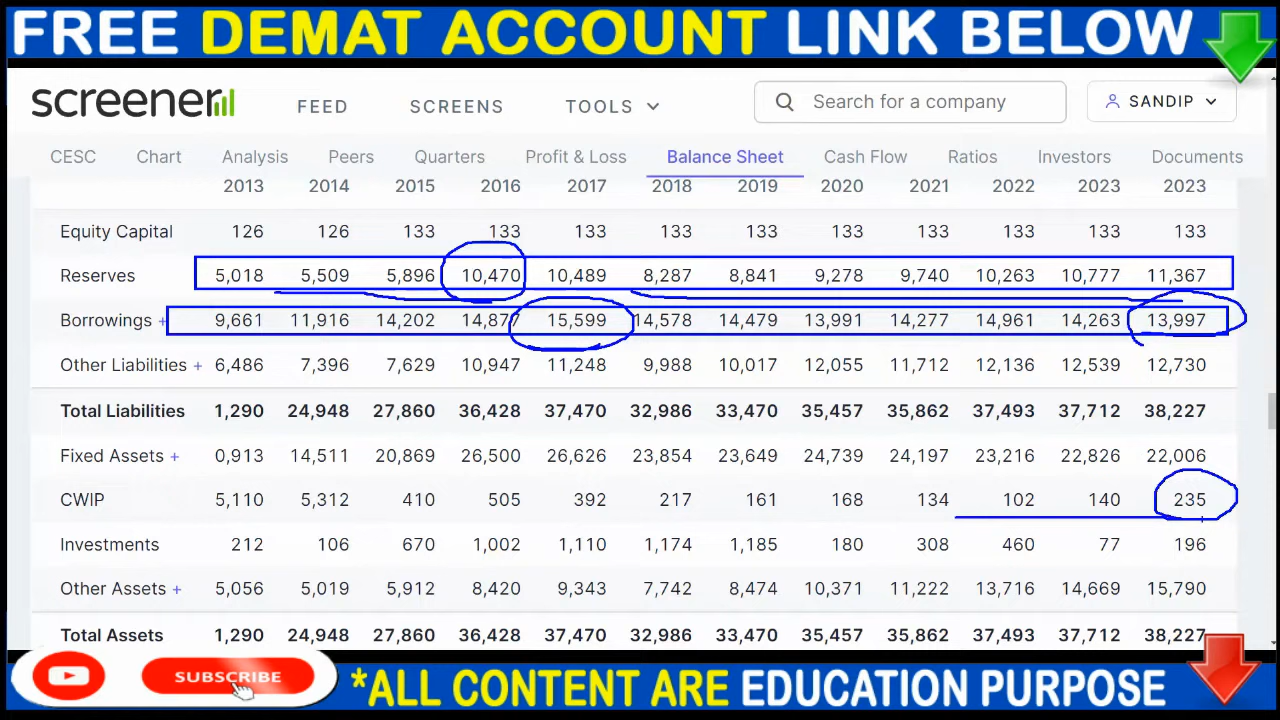 FREE DEMAT ACCOUNT LINK BELOW
screener FEED SCREENS TOOLS Search for a company SANDIP
CESC Chart Analysis Peers Quarters Profit & Loss Balance Sheet Cash Flow Ratios Investors Documents
2013 2014 2015 2016 2017 2018 2019 2020 2021 2022 2023 2023
Equity Capital 126 126 133 133 133 133 133 133 133 133 133 133
Reserves 5,018 5,509 5,896 10,470 10,489 8,287 8,841 9,278 9,740 10,263 10,777 11,367
Borrowings + 9,661 11,916 14,202 14,877 15,599 14,578 14,479 13,991 14,277 14,961 14,263 13,997
Other Liabilities + 6,486 7,396 7,629 10,947 11,248 9,988 10,017 12,055 11,712 12,136 12,539 12,730
Total Liabilities 1,290 24,948 27,860 36,428 37,470 32,986 33,470 35,457 35,862 37,493 37,712 38,227
Fixed Assets + 0,913 14,511 20,869 26,500 26,626 23,854 23,649 24,739 24,197 23,216 22,826 22,006
CWIP 5,110 5,312 410 505 392 217 161 168 134 102 140 235
Investments 212 106 670 1,002 1,110 1,174 1,185 180 308 460 77 196
Other Assets + 5,056 5,019 5,912 8,420 9,343 7,742 8,474 10,371 11,222 13,716 14,669 15,790
Total Assets 1,290 24,948 27,860 36,428 37,470 32,986 33,470 35,457 35,862 37,493 37,712 38,227
SUBSCRIBE *ALL CONTENT ARE EDUCATION PURPOSE